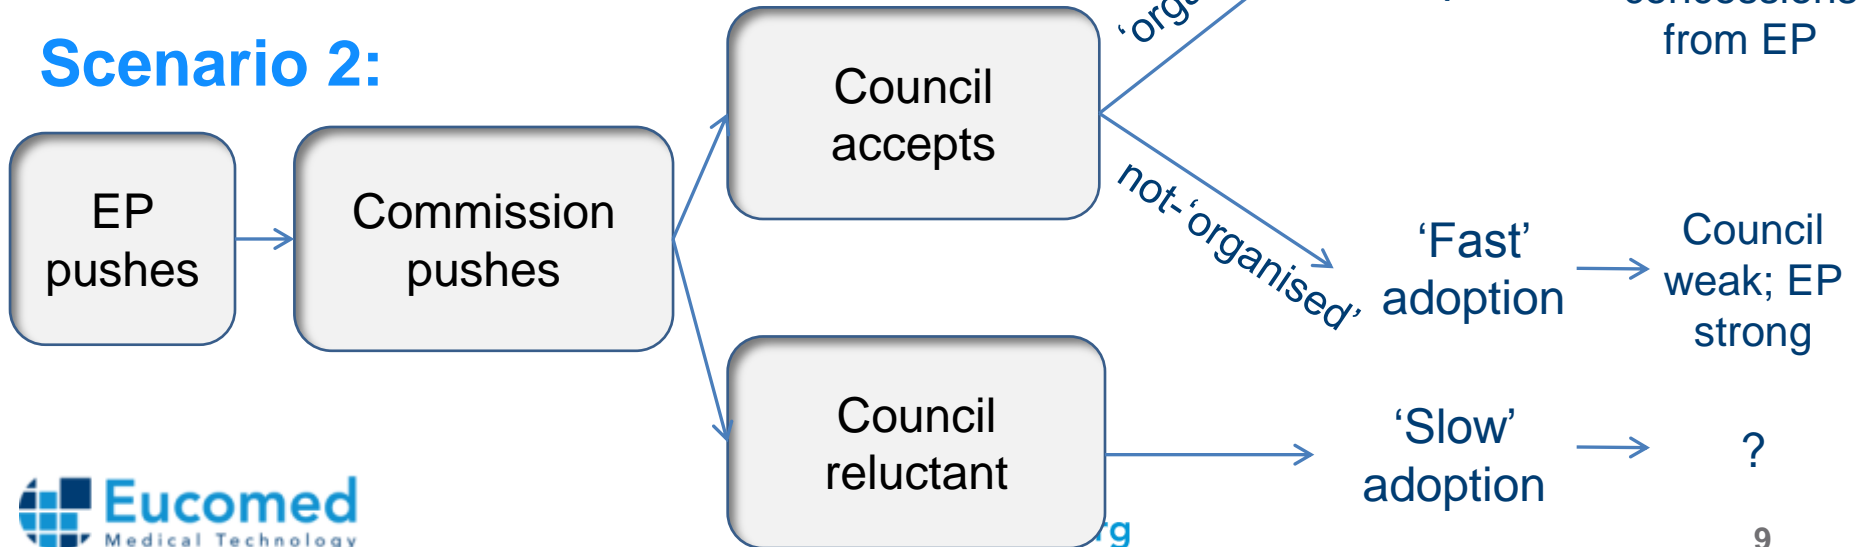 concessions
from EP
Scenario 2:
Council
accepts
EP
pushes
Commission
pushes
not-‘organised’
‘Fast’
adoption
Council
weak; EP
strong
Council
reluctant
‘Slow’
adoption
?
Eucomed
Medical Technology
9